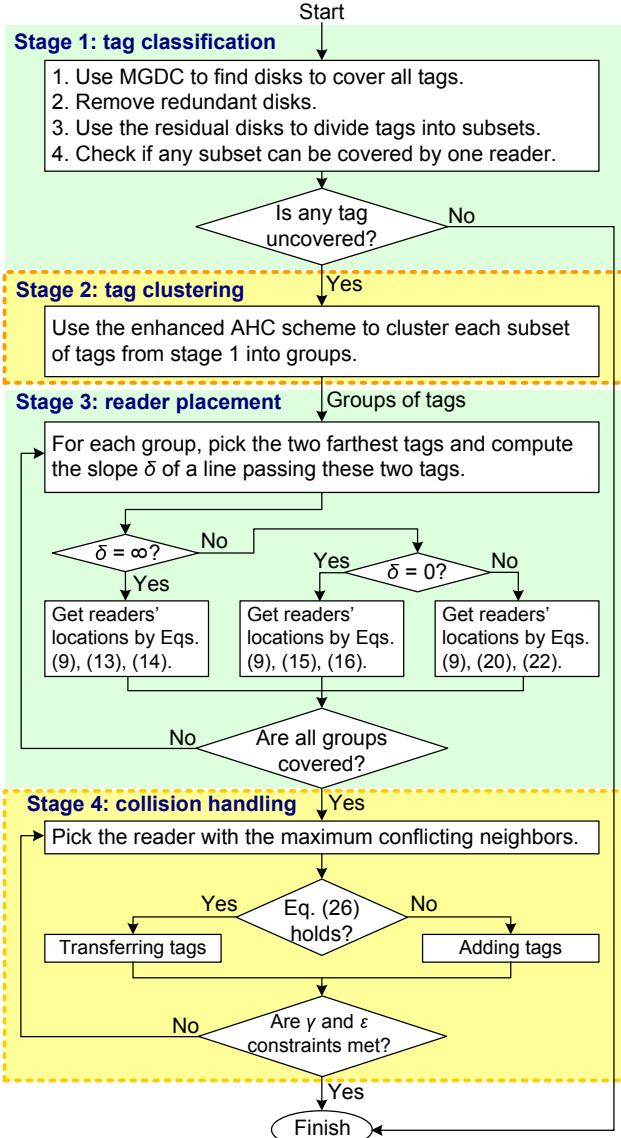 Start
Stage 1: tag classification
1. Use MGDC to find disks to cover all tags.
2. Remove redundant disks.
3. Use the residual disks to divide tags into subsets.
4. Check if any subset can be covered by one reader.
Is any tag
uncovered?
No
Yes
Stage 2: tag clustering
Use the enhanced AHC scheme to cluster each subset
of tags from stage 1 into groups.
Stage 3: reader placement
Groups of tags
For each group, pick the two farthest tags and compute
the slope δ of a line passing these two tags.
δ = ∞?
No
Yes
δ = 0?
Yes
No
Get readers'
locations by Eqs.
(9), (13), (14).
Get readers'
locations by Eqs.
(9), (15), (16).
Get readers'
locations by Eqs.
(9), (20), (22).
Are all groups
covered?
No
Yes
Stage 4: collision handling
Pick the reader with the maximum conflicting neighbors.
Eq. (26)
holds?
Yes
No
Transferring tags
Adding tags
Are γ and ε
constraints met?
No
Yes
Finish